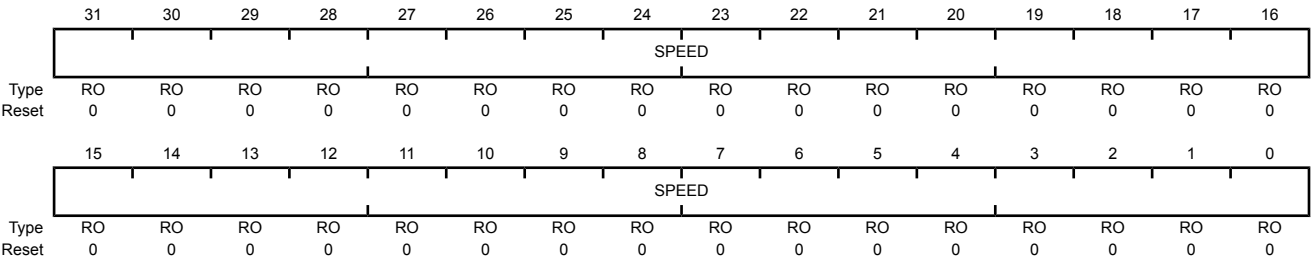 31 30 29 28 27 26 25 24 23 22 21 20 19 18 17 16
SPEED
Type RO RO RO RO RO RO RO RO RO RO RO RO RO RO RO RO
Reset 0 0 0 0 0 0 0 0 0 0 0 0 0 0 0 0
15 14 13 12 11 10 9 8 7 6 5 4 3 2 1 0
SPEED
Type RO RO RO RO RO RO RO RO RO RO RO RO RO RO RO RO
Reset 0 0 0 0 0 0 0 0 0 0 0 0 0 0 0 0